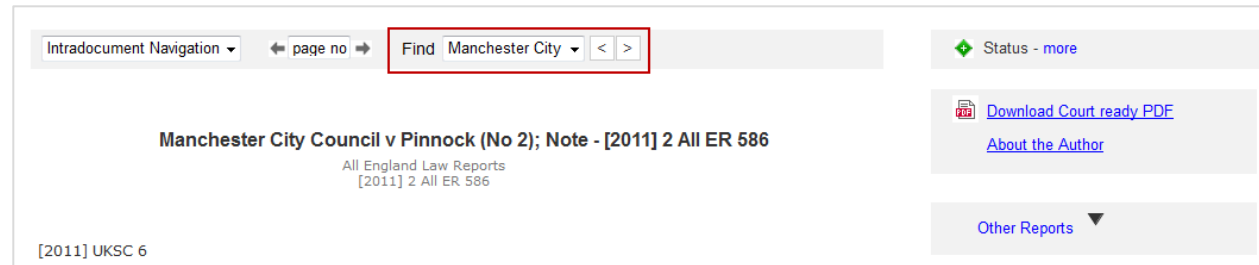 Intradocument Navigation page no Find Manchester City < > Status - more
Download Court ready PDF
About the Author
Manchester City Council v Pinnock (No 2); Note - [2011] 2 All ER 586
All England Law Reports
[2011] 2 All ER 586
Other Reports
[2011] UKSC 6